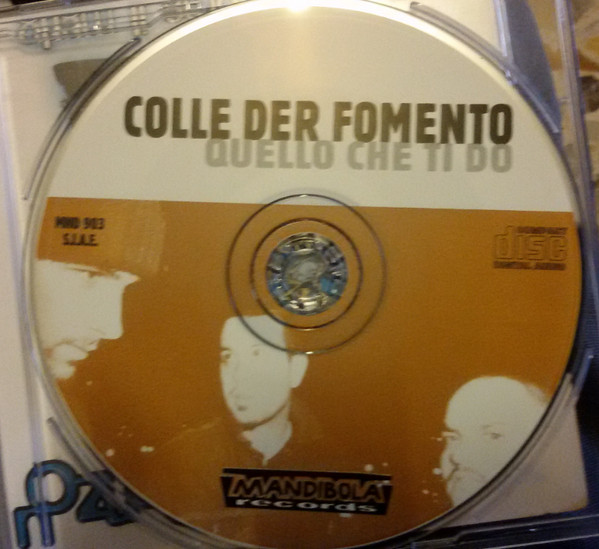 COLLE DER FOMENTO
QUELLO CHE TI DO
MND 903
S.I.A.E.
COMPACT
disc
DIGITAL AUDIO
MANDIBOLA
records